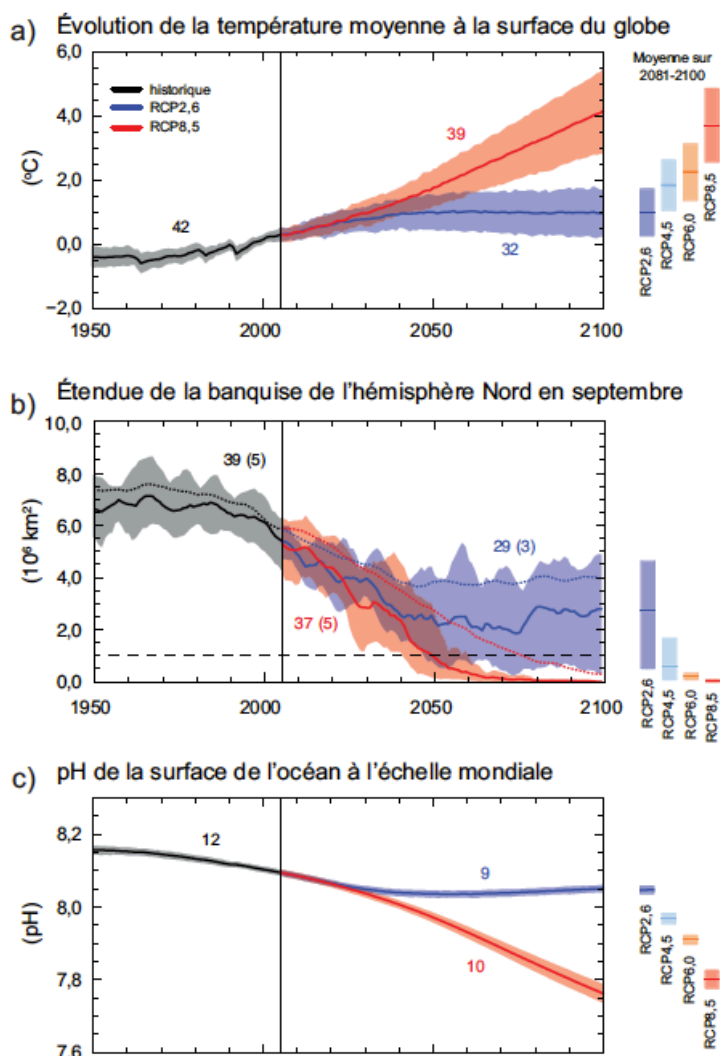 a) Évolution de la température moyenne à la surface du globe
6,0
4,0
2,0
0,0
−2,0
(°C)
historique
RCP2,6
RCP8,5
42
39
32
1950 2000 2050 2100
Moyenne sur
2081-2100
RCP2,6
RCP4,5
RCP6,0
RCP8,5
b) Étendue de la banquise de l'hémisphère Nord en septembre
10,0
8,0
6,0
4,0
2,0
0,0
(10⁶ km²)
39 (5)
29 (3)
37 (5)
1950 2000 2050 2100
RCP2,6
RCP4,5
RCP6,0
RCP8,5
c) pH de la surface de l'océan à l'échelle mondiale
8,2
8,0
7,8
7,6
(pH)
12
9
10
RCP2,6
RCP4,5
RCP6,0
RCP8,5